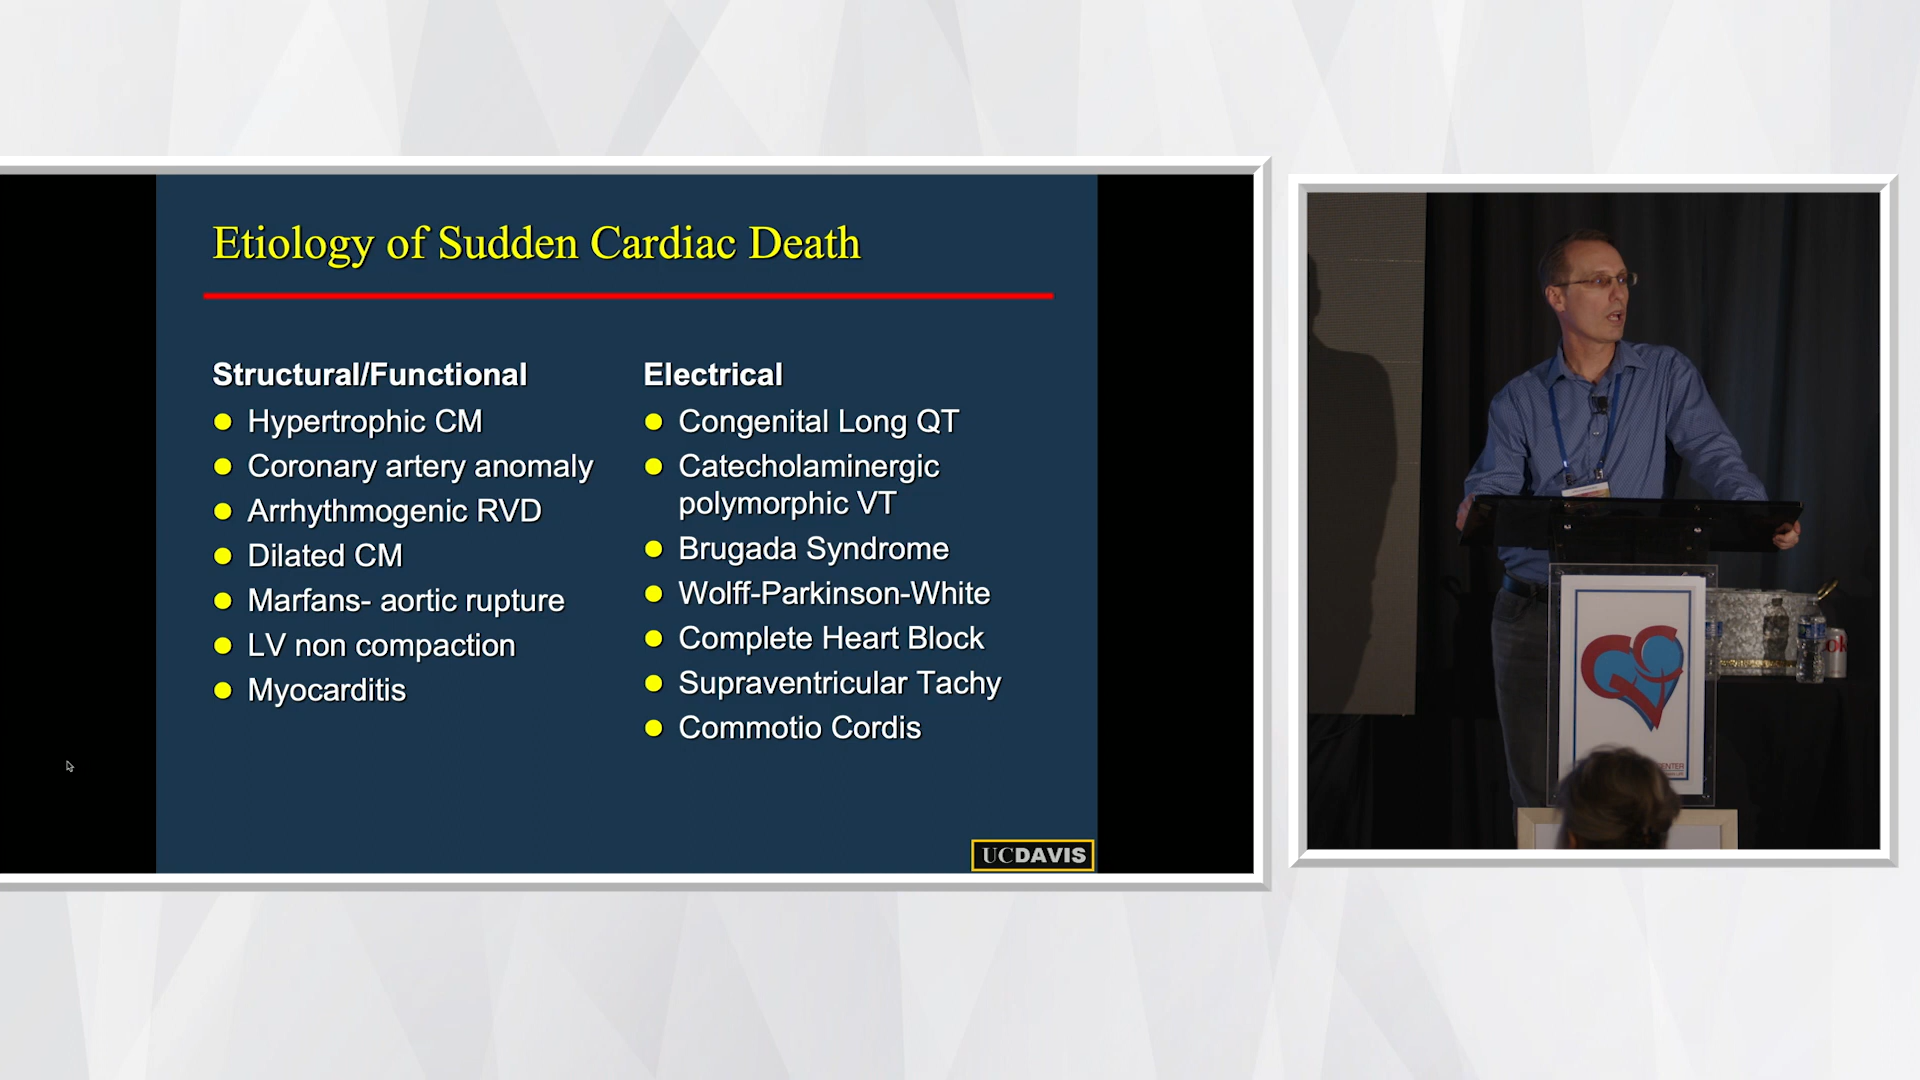 Etiology of Sudden Cardiac Death
Structural/Functional
Hypertrophic CM
Coronary artery anomaly
Arrhythmogenic RVD
Dilated CM
Marfans- aortic rupture
LV non compaction
Myocarditis
Electrical
Congenital Long QT
Catecholaminergic
polymorphic VT
Brugada Syndrome
Wolff-Parkinson-White
Complete Heart Block
Supraventricular Tachy
Commotio Cordis
UCDAVIS